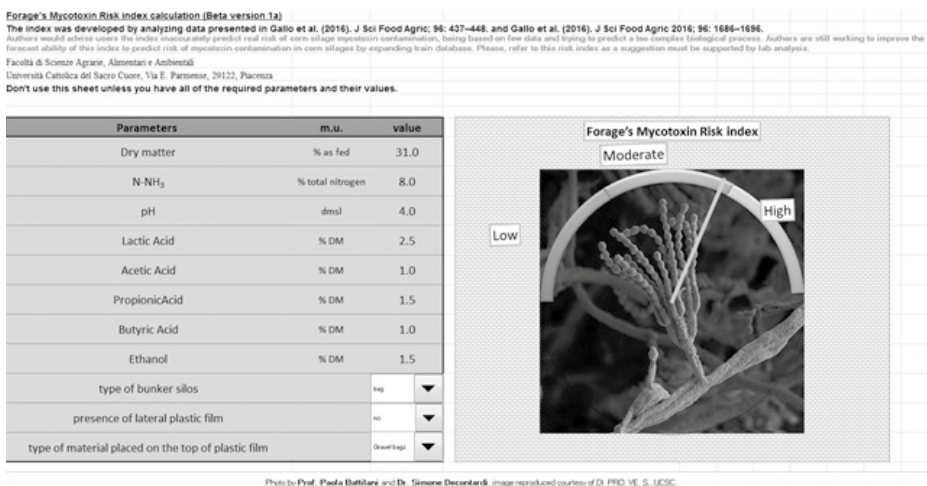 Forage's Mycotoxin Risk index calculation (Beta version 1a)
The index was developed by analyzing data presented in Gallo et al. (2016). J Sci Food Agric; 96: 437–448. and Gallo et al. (2016). J Sci Food Agric 2016; 96: 1686–1696.
Authors would advise users the index inaccurately predict real risk of corn silage mycotoxin contamination, being based on few data and trying to predict a too complex biological process. Authors are still working to improve the
forecast ability of this index to predict risk of mycotoxin contamination in corn silages by expanding train database. Please, refer to this risk index as a suggestion must be supported by lab analysis.
Facoltà di Scienze Agrarie, Alimentari e Ambientali
Università Cattolica del Sacro Cuore, Via E. Parmense, 29122, Piacenza
Don't use this sheet unless you have all of the required parameters and their values.
Parameters m.u. value
Dry matter % as fed 31.0
N-NH3 % total nitrogen 8.0
pH dmsl 4.0
Lactic Acid % DM 2.5
Acetic Acid % DM 1.0
PropionicAcid % DM 1.5
Butyric Acid % DM 1.0
Ethanol % DM 1.5
type of bunker silos bag
presence of lateral plastic film no
type of material placed on the top of plastic film Gravel bags
Forage's Mycotoxin Risk index
Moderate
High
Low
Photo by Prof. Paola Battilani and Dr. Simone Decontardi, image reproduced courtesy of DI. PRO. VE. S., UCSC.